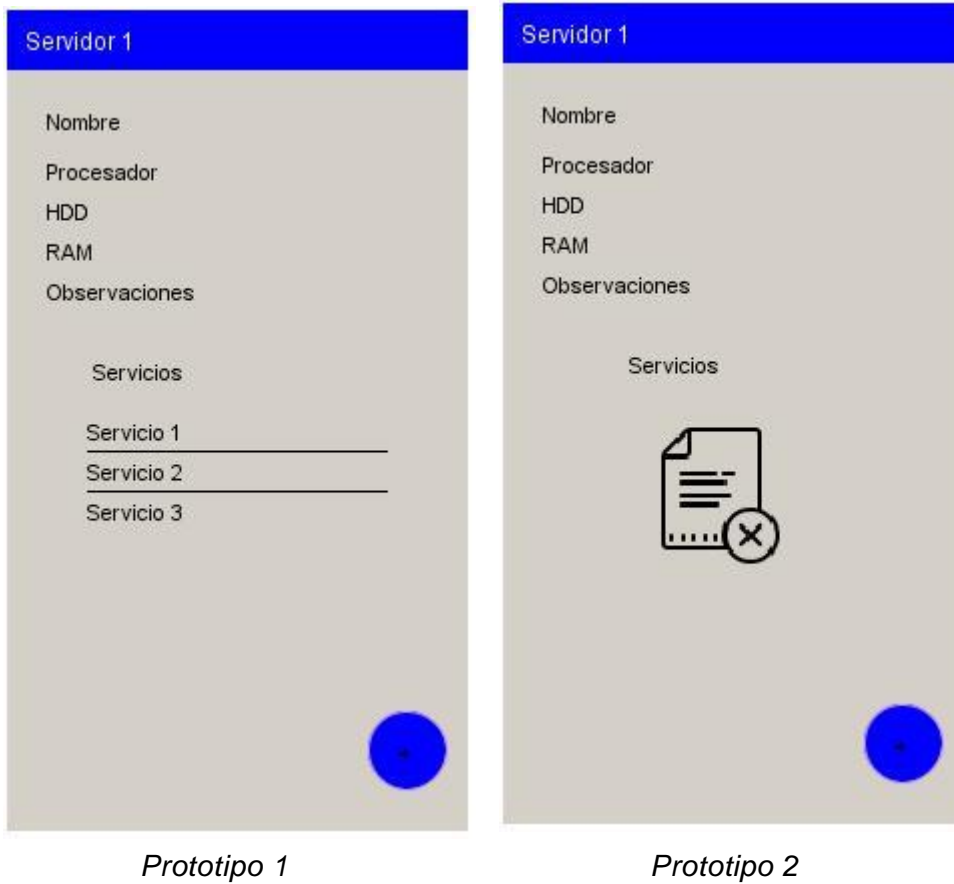 Servidor 1
Nombre
Procesador
HDD
RAM
Observaciones
Servicios
Servicio 1
Servicio 2
Servicio 3
Prototipo 1
Servidor 1
Nombre
Procesador
HDD
RAM
Observaciones
Servicios
Prototipo 2